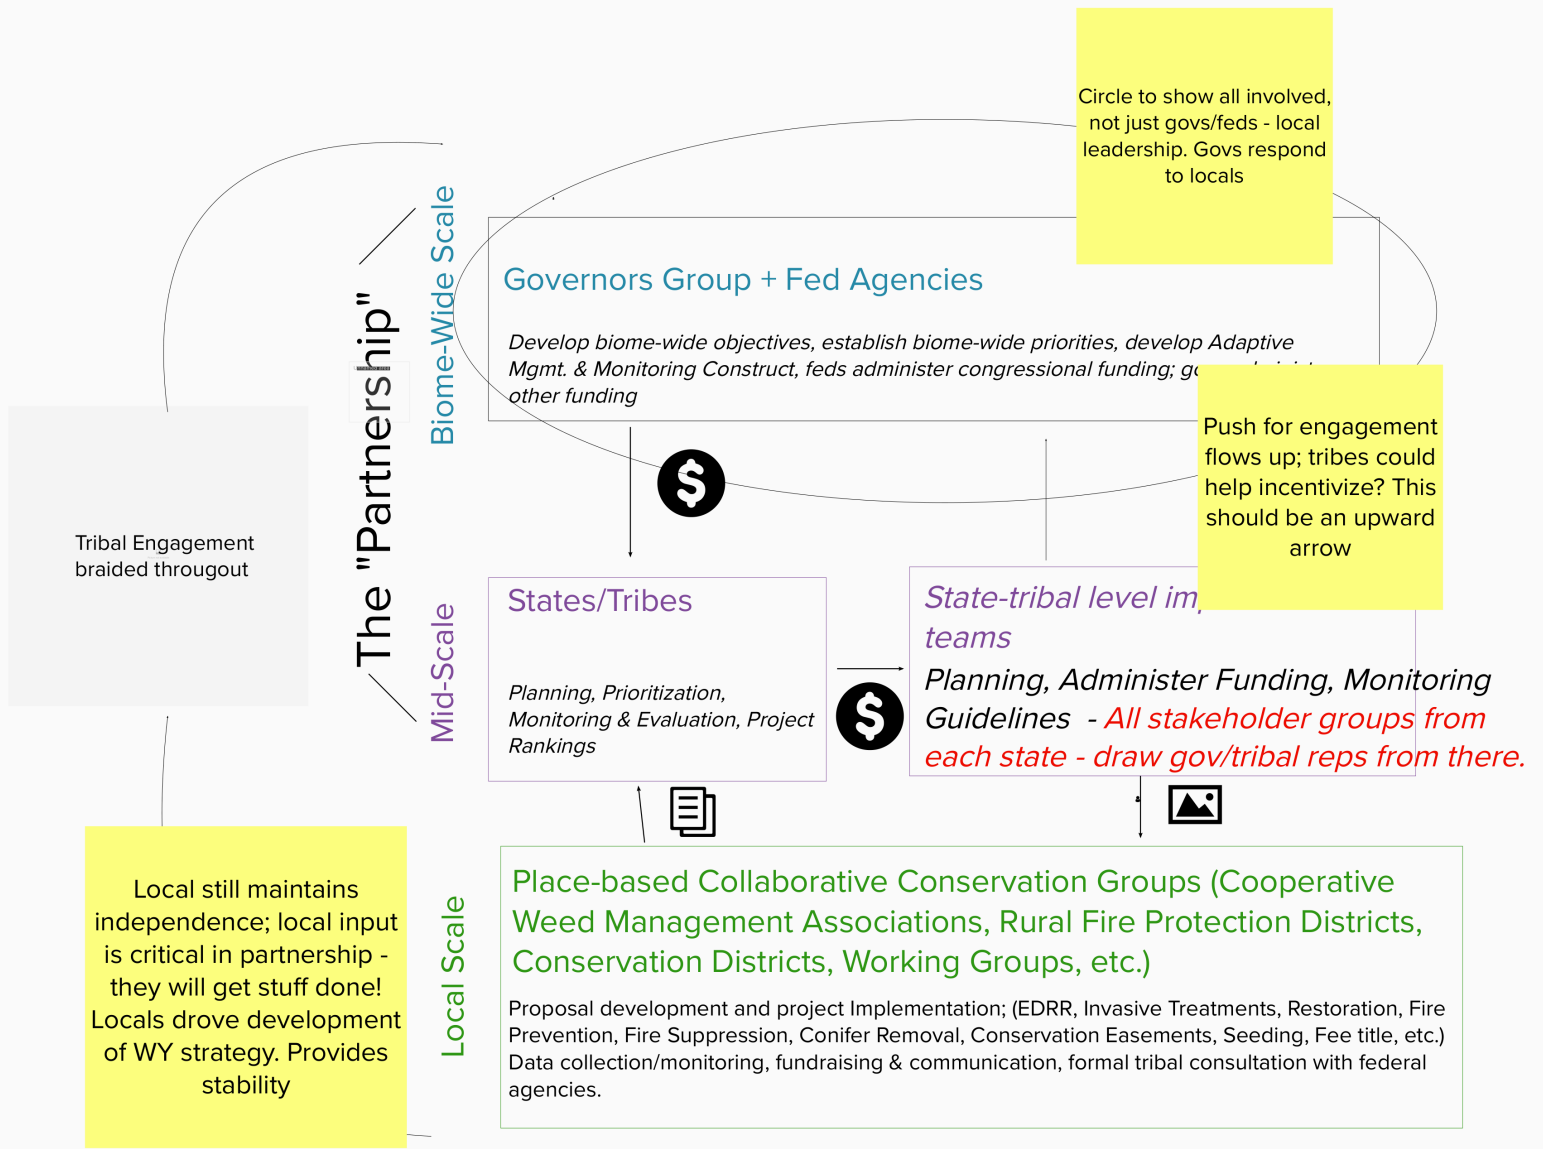 Circle to show all involved,
not just govs/feds - local
leadership. Govs respond
to locals
Biome-Wide Scale
Governors Group + Fed Agencies
Develop biome-wide objectives, establish biome-wide priorities, develop Adaptive
Mgmt. & Monitoring Construct, feds administer congressional funding;
other funding
The "Partnership"
Push for engagement
flows up; tribes could
help incentivize? This
should be an upward
arrow
Tribal Engagement
braided througout
Mid-Scale
States/Tribes
Planning, Prioritization,
Monitoring & Evaluation, Project
Rankings
State-tribal level
teams
Planning, Administer Funding, Monitoring
Guidelines - All stakeholder groups from
each state - draw gov/tribal reps from there.
Local still maintains
independence; local input
is critical in partnership -
they will get stuff done!
Locals drove development
of WY strategy. Provides
stability
Local Scale
Place-based Collaborative Conservation Groups (Cooperative
Weed Management Associations, Rural Fire Protection Districts,
Conservation Districts, Working Groups, etc.)
Proposal development and project Implementation; (EDRR, Invasive Treatments, Restoration, Fire
Prevention, Fire Suppression, Conifer Removal, Conservation Easements, Seeding, Fee title, etc.)
Data collection/monitoring, fundraising & communication, formal tribal consultation with federal
agencies.